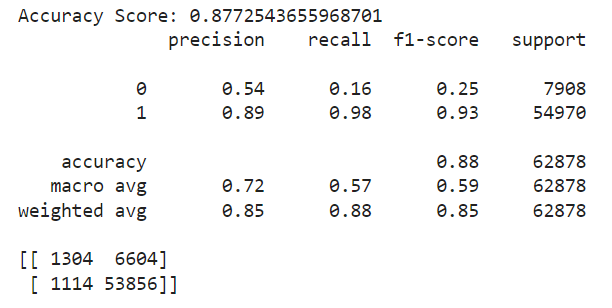 Accuracy Score: 0.8772543655968701
precision recall f1-score support
0 0.54 0.16 0.25 7908
1 0.89 0.98 0.93 54970
accuracy 0.88 62878
macro avg 0.72 0.57 0.59 62878
weighted avg 0.85 0.88 0.85 62878
[[ 1304 6604]
[ 1114 53856]]